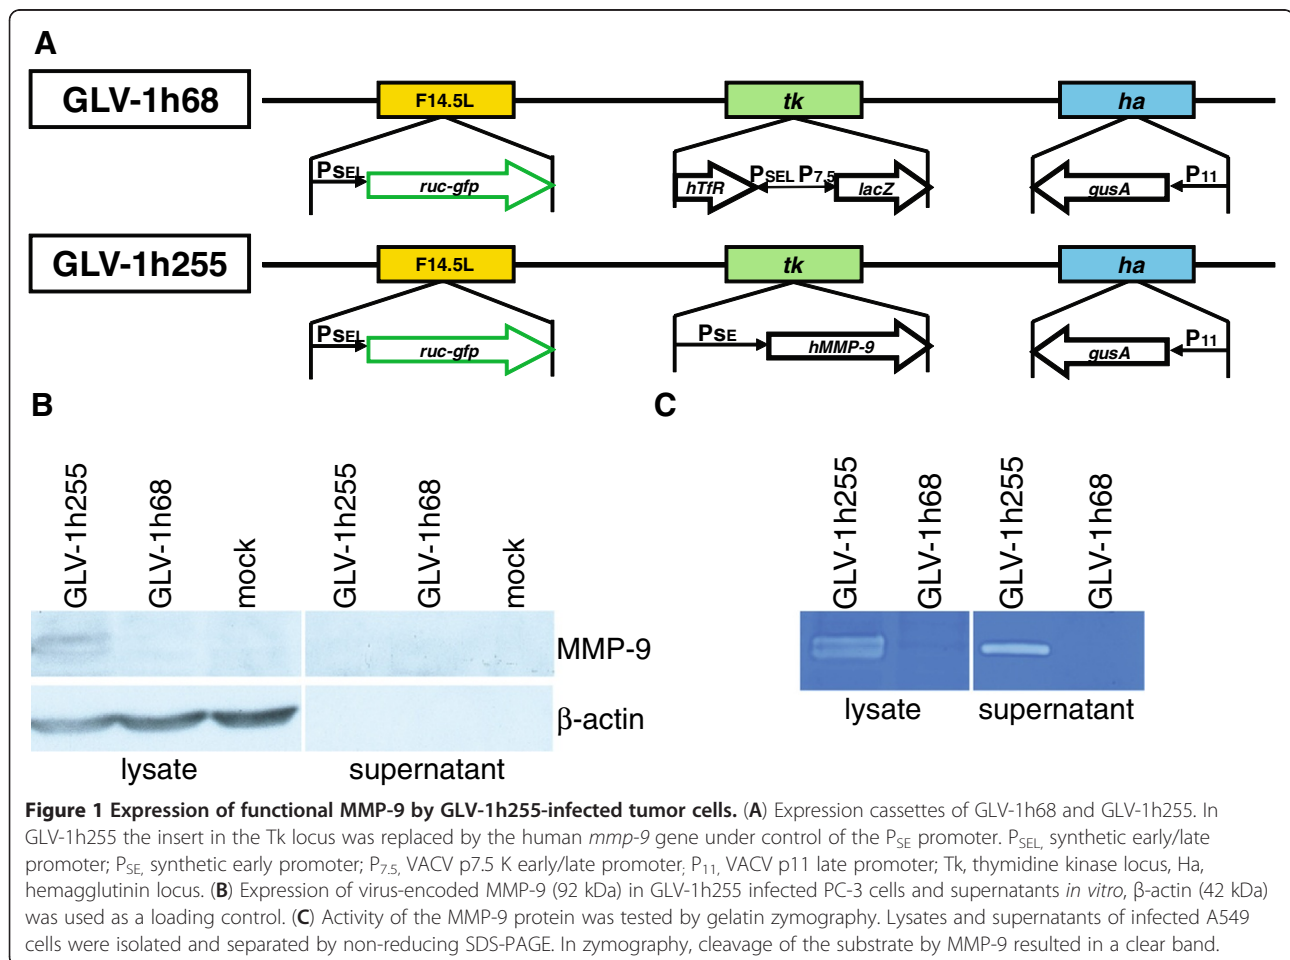 A
GLV-1h68
F14.5L
tk
ha
PSEL
ruc-gfp
hTfR
PSEL P7.5
lacZ
gusA
P11
GLV-1h255
F14.5L
tk
ha
PSEL
ruc-gfp
PSE
hMMP-9
gusA
P11
B
GLV-1h255
GLV-1h68
mock
GLV-1h255
GLV-1h68
mock
MMP-9
β-actin
lysate
supernatant
C
GLV-1h255
GLV-1h68
GLV-1h255
GLV-1h68
lysate
supernatant
Figure 1 Expression of functional MMP-9 by GLV-1h255-infected tumor cells. (A) Expression cassettes of GLV-1h68 and GLV-1h255. In
GLV-1h255 the insert in the Tk locus was replaced by the human mmp-9 gene under control of the PSE promoter. PSEL, synthetic early/late
promoter; PSE, synthetic early promoter; P7.5, VACV p7.5 K early/late promoter. P11, VACV p11 late promoter; Tk, thymidine kinase locus, Ha,
hemagglutinin locus. (B) Expression of virus-encoded MMP-9 (92 kDa) in GLV-1h255 infected PC-3 cells and supernatants in vitro, β-actin (42 kDa)
was used as a loading control. (C) Activity of the MMP-9 protein was tested by gelatin zymography. Lysates and supernatants of infected A549
cells were isolated and separated by non-reducing SDS-PAGE. In zymography, cleavage of the substrate by MMP-9 resulted in a clear band.